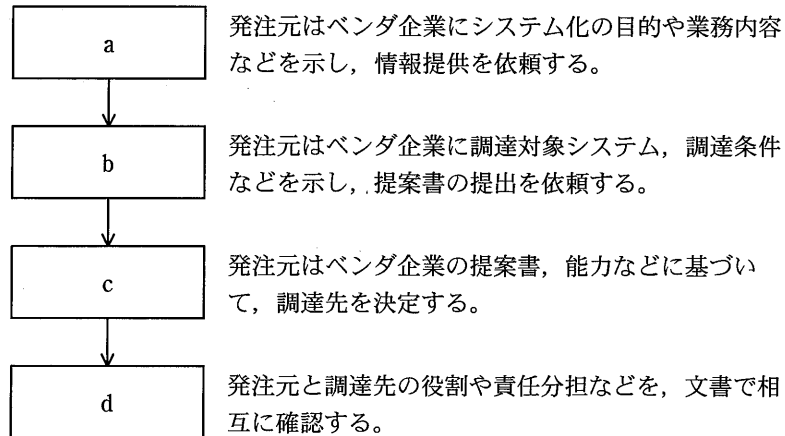 a
発注元はベンダ企業にシステム化の目的や業務内容
などを示し，情報提供を依頼する。
b
発注元はベンダ企業に調達対象システム，調達条件
などを示し，提案書の提出を依頼する。
c
発注元はベンダ企業の提案書，能力などに基づい
て，調達先を決定する。
d
発注元と調達先の役割や責任分担などを，文書で相
互に確認する。